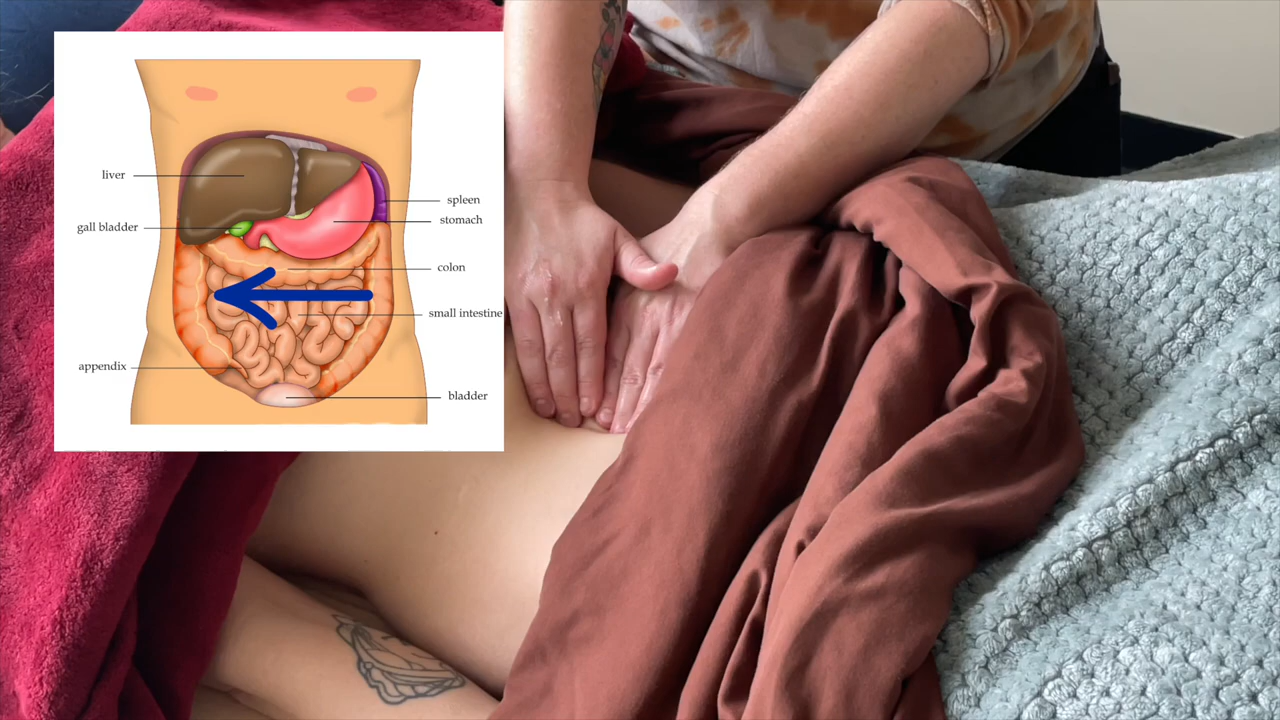 liver
spleen
stomach
gall bladder
colon
small intestine
appendix
bladder